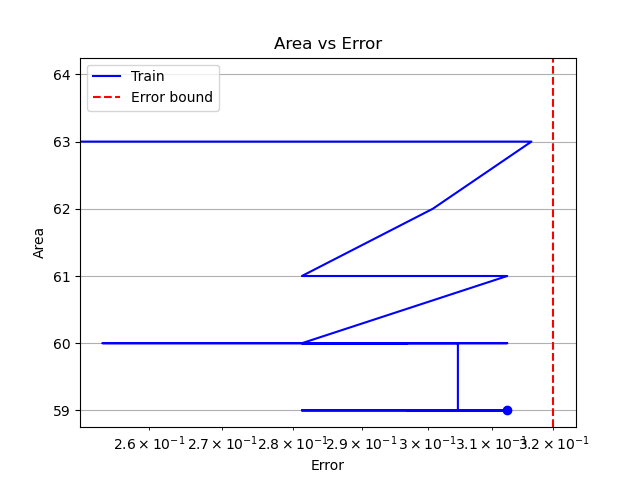 Area vs Error
Train
Error bound
Area
64
63
62
61
60
59
2.6 × 10⁻¹ 2.7 × 10⁻¹ 2.8 × 10⁻¹ 2.9 × 10⁻¹ 3 × 10⁻¹ 3.1 × 10⁻¹ 3.2 × 10⁻¹
Error